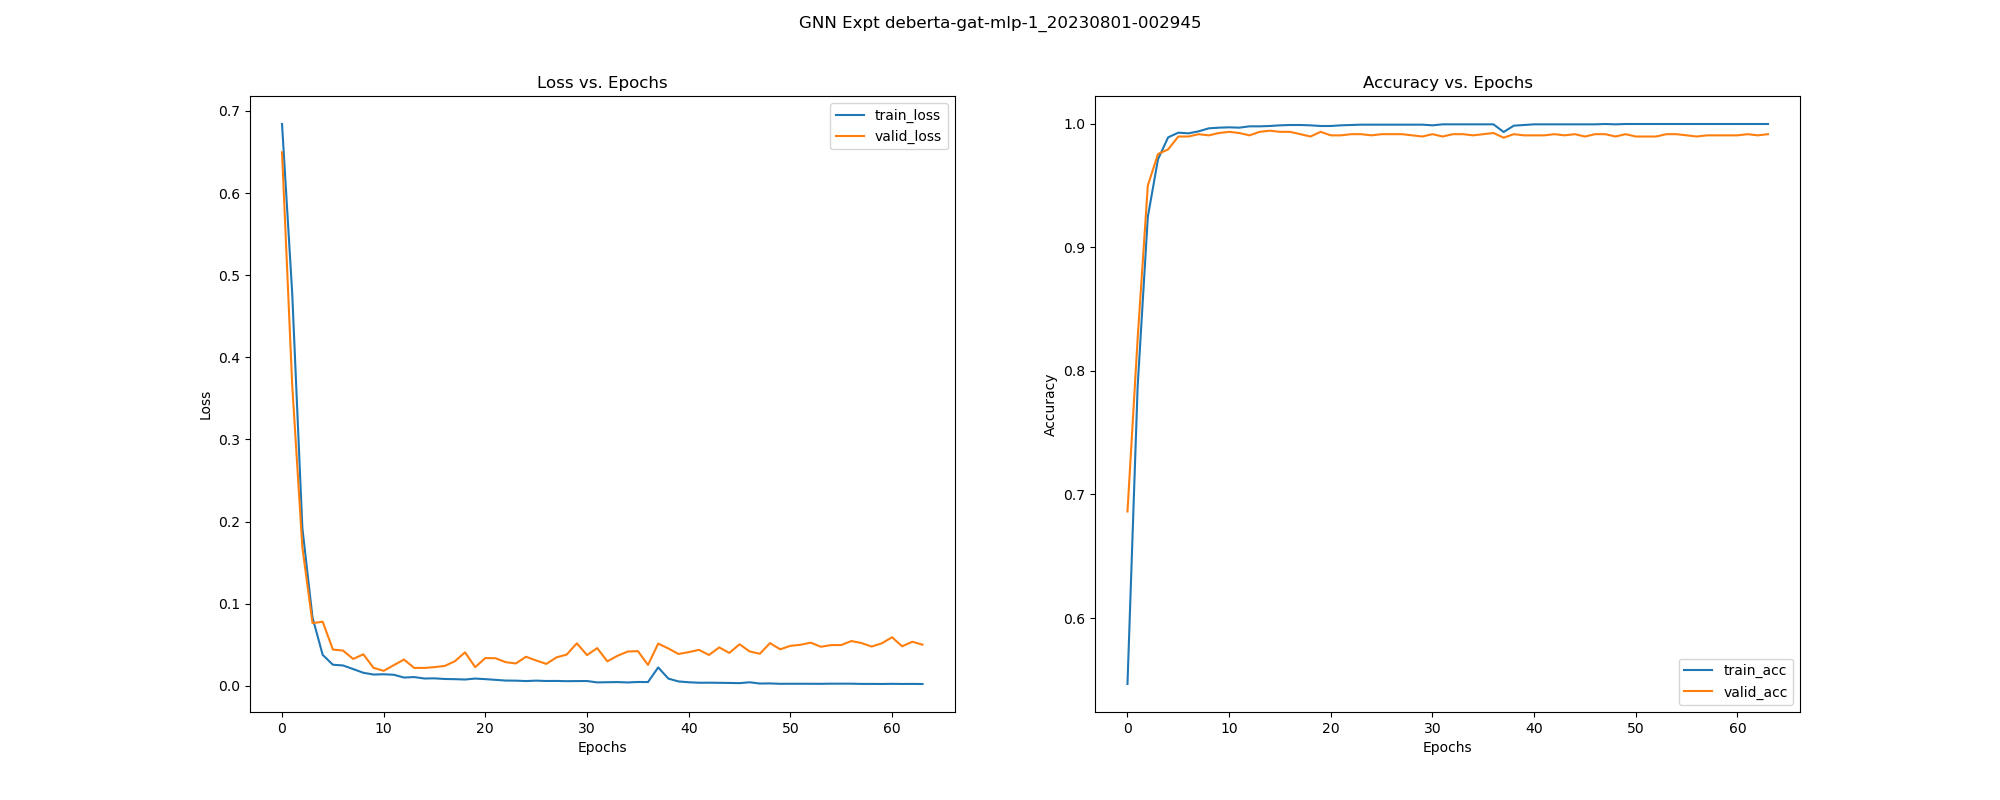 GNN Expt deberta-gat-mlp-1_20230801-002945
Loss vs. Epochs
0.7
0.6
0.5
0.4
0.3
0.2
0.1
0.0
Loss
0 10 20 30 40 50 60
Epochs
train_loss
valid_loss
Accuracy vs. Epochs
1.0
0.9
0.8
0.7
0.6
Accuracy
0 10 20 30 40 50 60
Epochs
train_acc
valid_acc